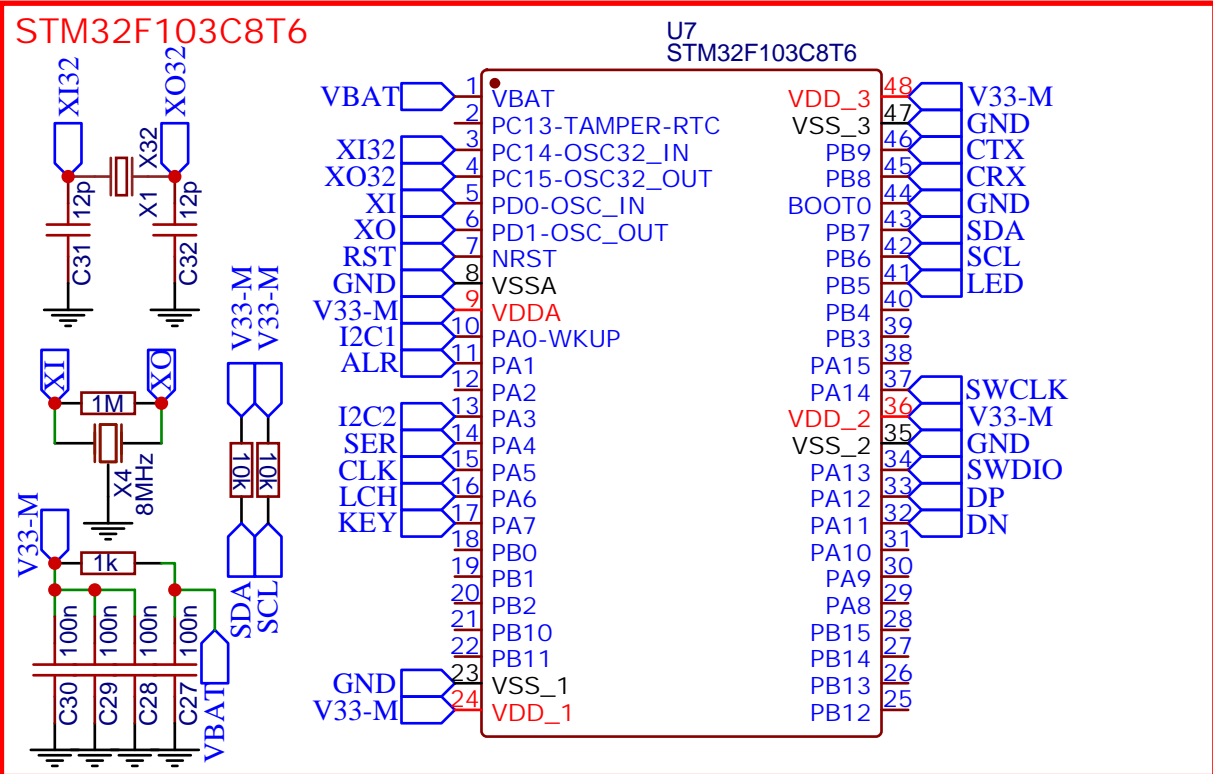 STM32F103C8T6
XI32
XO32
X32
X1
12p
12p
C31
C32
XI
XO
1M
X4
8MHz
V33-M
V33-M
10k
10k
SDA
SCL
V33-M
1k
100n
100n
100n
100n
C30
C29
C28
C27
VBAT
U7
STM32F103C8T6
VBAT 1 VBAT
2 PC13-TAMPER-RTC
XI32 3 PC14-OSC32_IN
XO32 4 PC15-OSC32_OUT
XI 5 PD0-OSC_IN
XO 6 PD1-OSC_OUT
RST 7 NRST
GND 8 VSSA
V33-M 9 VDDA
I2C1 10 PA0-WKUP
ALR 11 PA1
12 PA2
I2C2 13 PA3
SER 14 PA4
CLK 15 PA5
LCH 16 PA6
KEY 17 PA7
18 PB0
19 PB1
20 PB2
21 PB10
22 PB11
GND 23 VSS_1
V33-M 24 VDD_1
VDD_3 48 V33-M
VSS_3 47 GND
PB9 46 CTX
PB8 45 CRX
BOOT0 44 GND
PB7 43 SDA
PB6 42 SCL
PB5 41 LED
PB4 40
PB3 39
PA15 38
PA14 37 SWCLK
VDD_2 36 V33-M
VSS_2 35 GND
PA13 34 SWDIO
PA12 33 DP
PA11 32 DN
PA10 31
PA9 30
PA8 29
PB15 28
PB14 27
PB13 26
PB12 25